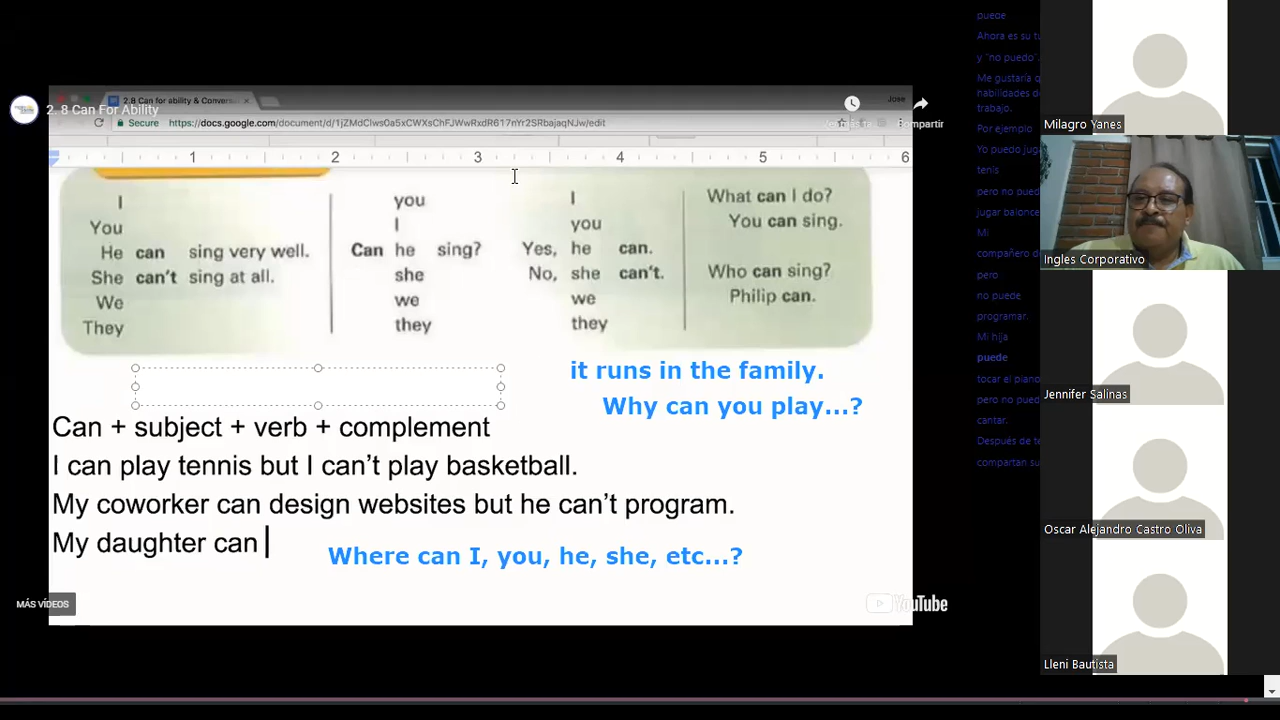 2. 8 Can For Ability
2.8 Can for ability & Conver
Jose
Secure
https://docs.google.com/document/d/1jZMdClws0a5xCWXsChFJWwRxdR617nYr2SRbajaqNJw/edit
Compartir
1 2 3 4 5 6
I
You
He can sing very well.
She can't sing at all.
We
They
you
I
Can he sing?
she
we
they
I
you
Yes, he can.
No, she can't.
we
they
What can I do?
You can sing.
Who can sing?
Philip can.
it runs in the family.
Why can you play...?
Can + subject + verb + complement
I can play tennis but I can't play basketball.
My coworker can design websites but he can't program.
My daughter can
Where can I, you, he, she, etc...?
MÁS VÍDEOS
YouTube
puede
Ahora es su
y "no puedo".
Me gustaría
habilidades de
trabajo.
Por ejemplo
Yo puedo
tenis
pero no
jugar
Mi
compañero
pero
no puede
programar.
Mi hija
puede
tocar el piano
pero no
cantar.
Después de
compartan
Milagro Yanes
Ingles Corporativo
Jennifer Salinas
Oscar Alejandro Castro Oliva
Lleni Bautista